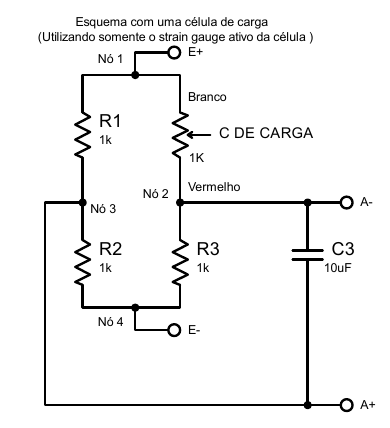 Esquema com uma célula de carga
(Utilizando somente o strain gauge ativo da célula )
Nó 1
E+
Branco
R1
1k
C DE CARGA
1K
Nó 2
Vermelho
Nó 3
A-
R2
1k
R3
1k
C3
10uF
Nó 4
E-
A+